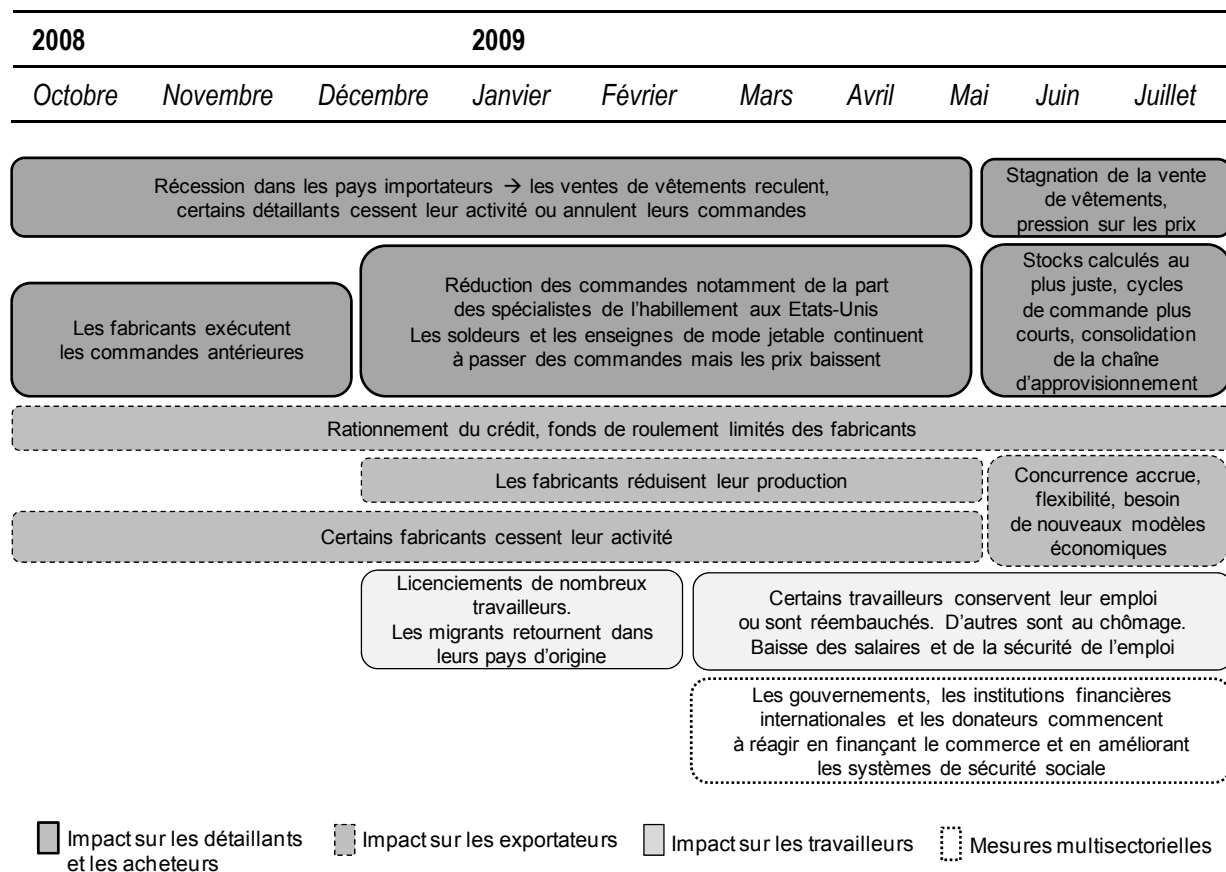 2008 2009
Octobre Novembre Décembre Janvier Février Mars Avril Mai Juin Juillet
Récession dans les pays importateurs → les ventes de vêtements reculent,
certains détaillants cessent leur activité ou annulent leurs commandes
Stagnation de la vente
de vêtements,
pression sur les prix
Les fabricants exécutent
les commandes antérieures
Réduction des commandes notamment de la part
des spécialistes de l'habillement aux Etats-Unis
Les soldeurs et les enseignes de mode jetable continuent
à passer des commandes mais les prix baissent
Stocks calculés au
plus juste, cycles
de commande plus
courts, consolidation
de la chaîne
d'approvisionnement
Rationnement du crédit, fonds de roulement limités des fabricants
Les fabricants réduisent leur production
Concurrence accrue,
flexibilité, besoin
de nouveaux modèles
économiques
Certains fabricants cessent leur activité
Licenciements de nombreux
travailleurs.
Les migrants retournent dans
leurs pays d'origine
Certains travailleurs conservent leur emploi
ou sont réembauchés. D'autres sont au chômage.
Baisse des salaires et de la sécurité de l'emploi
Les gouvernements, les institutions financières
internationales et les donateurs commencent
à réagir en finançant le commerce et en améliorant
les systèmes de sécurité sociale
Impact sur les détaillants
et les acheteurs
Impact sur les exportateurs
Impact sur les travailleurs
Mesures multisectorielles